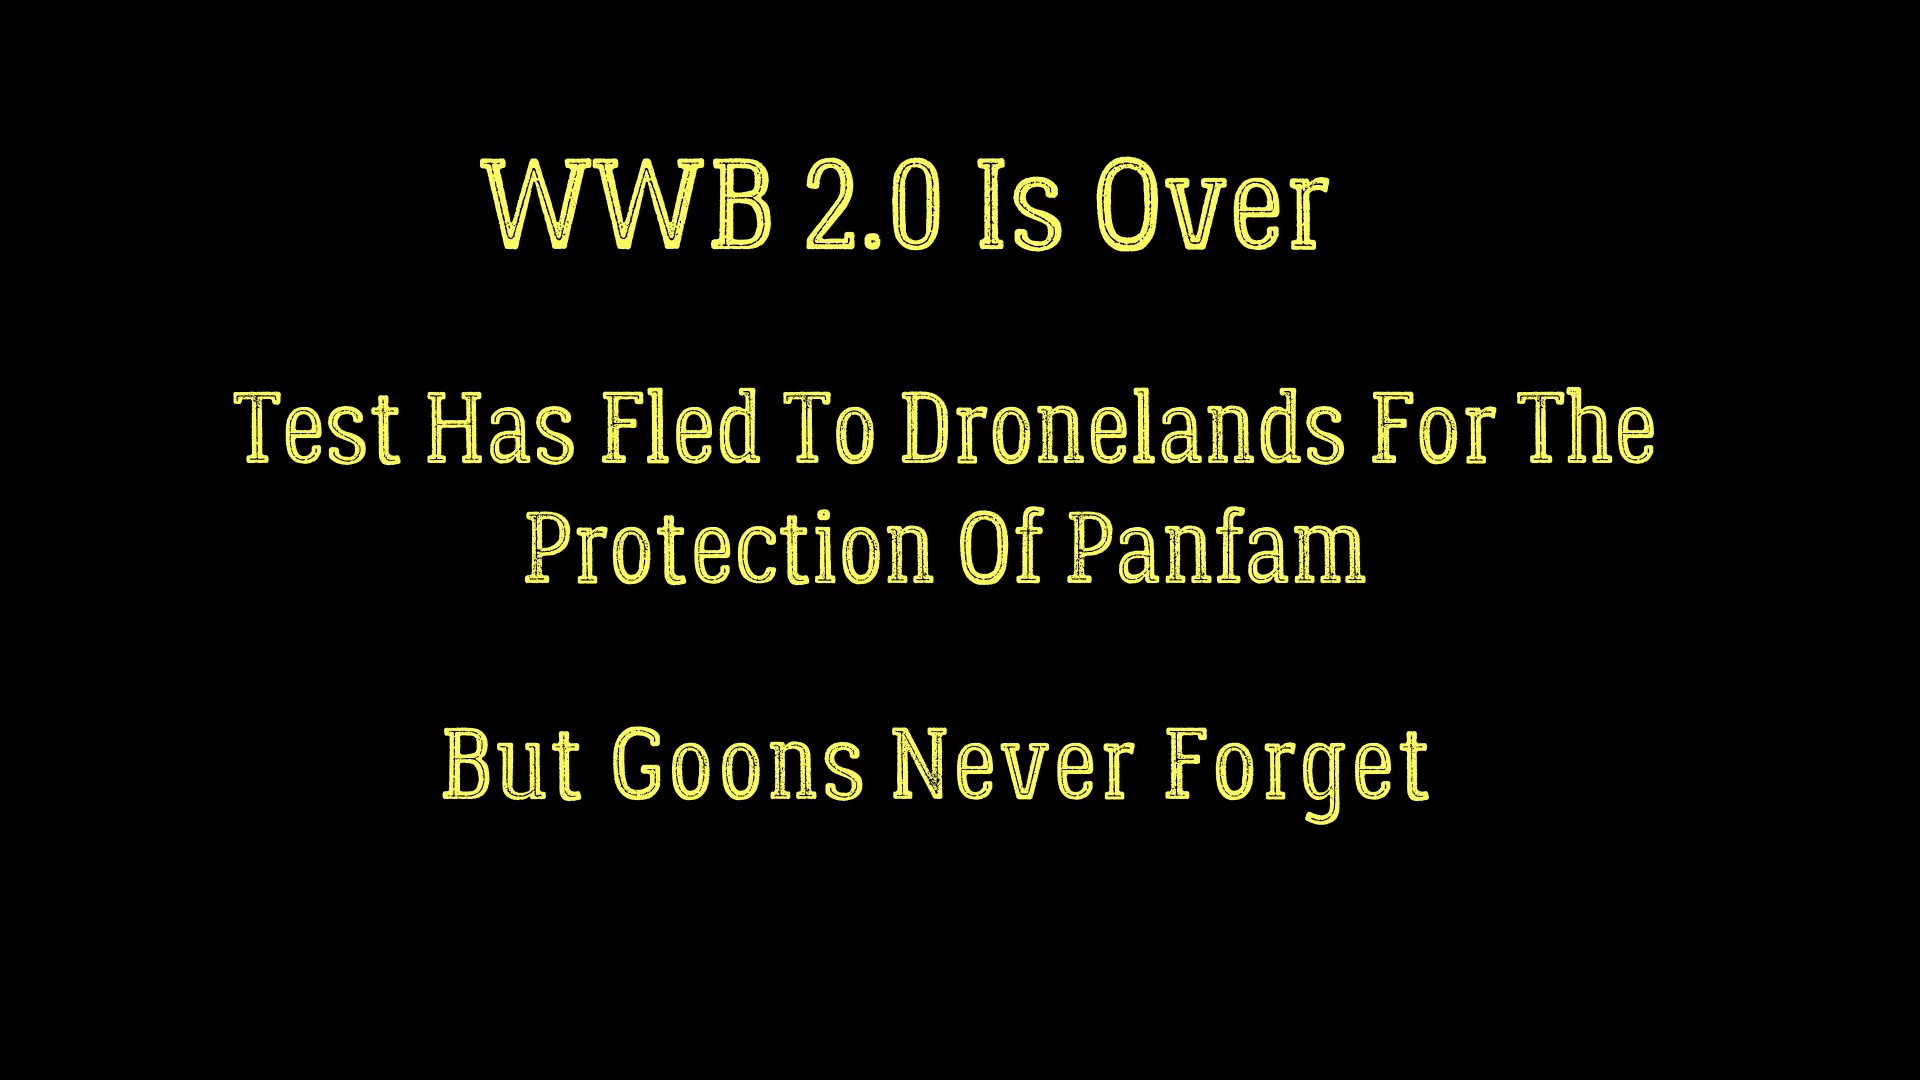 WWB 2.0 Is Over
Test Has Fled To Dronelands For The
Protection Of Panfam
But Goons Never Forget